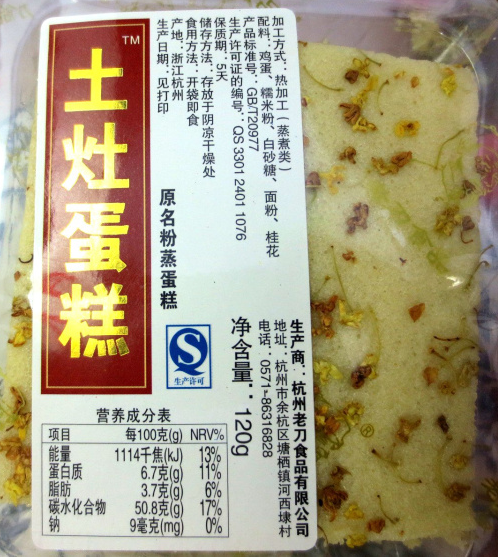 TM
土灶蛋糕
原名粉蒸蛋糕
加工方式：热加工（蒸煮类）
配料：鸡蛋、糯米粉、白砂糖、面粉、桂花
产品标准号：GB/T20977
生产许可证的编号：QS 3301 2401 1076
保质期：5天
储存方法：存放于阴凉干燥处
食用方法：开袋即食
产地：浙江杭州
生产日期：见打印
生产许可
净含量：120g
生产商：杭州老刀食品有限公司
地址：杭州市余杭区塘栖镇河西埭村
电话：0571-86316828
营养成分表
项目 每100克(g) NRV%
能量 1114千焦(kJ) 13%
蛋白质 6.7克(g) 11%
脂肪 3.7克(g) 6%
碳水化合物 50.8克(g) 17%
钠 9毫克(mg) 0%